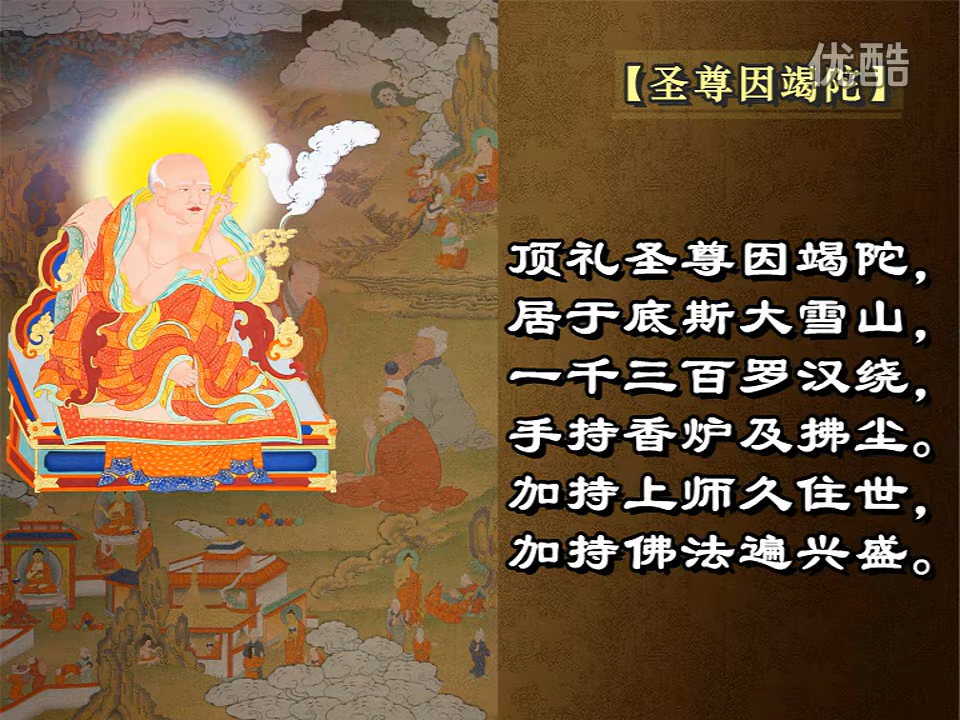 优酷
【圣尊因竭陀】
顶礼圣尊因竭陀，
居于底斯大雪山，
一千三百罗汉绕，
手持香炉及拂尘。
加持上师久住世，
加持佛法遍兴盛。